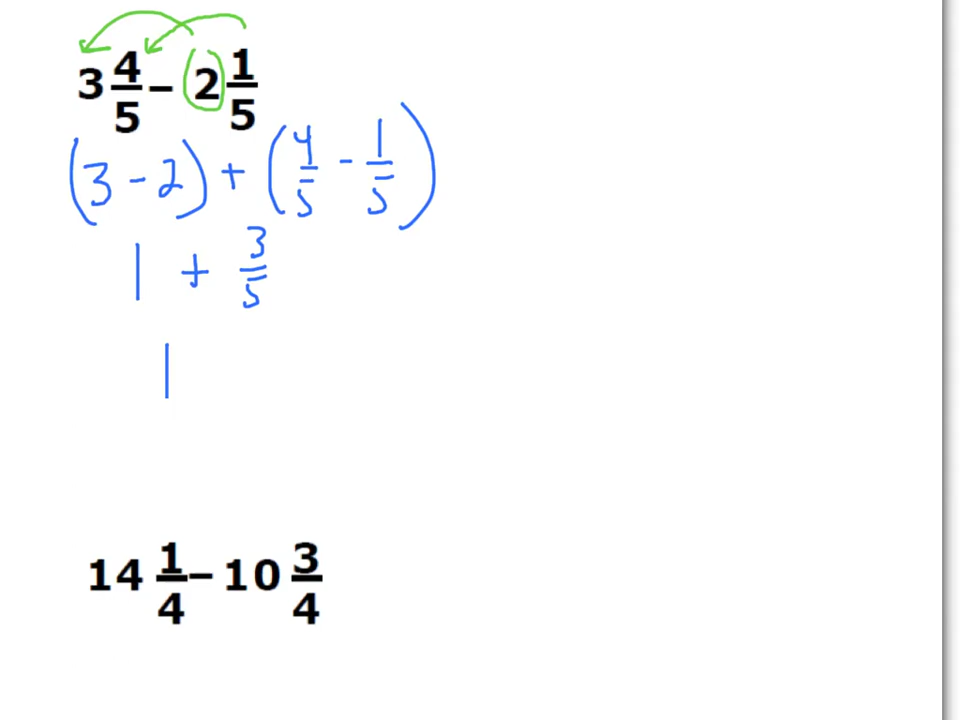 3 4/5 – 2 1/5
(3 - 2) + (4/5 - 1/5)
1 + 3/5
1
14 1/4 – 10 3/4